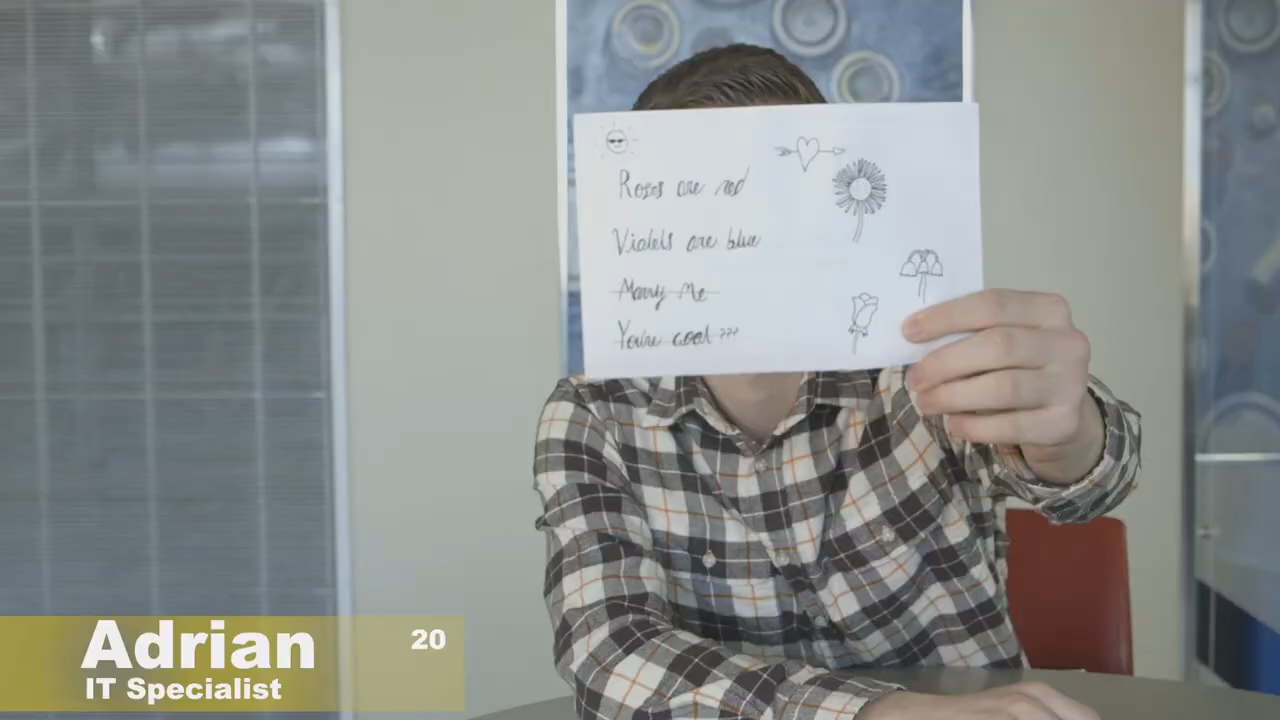 Roses are red
Violets are blue
Marry Me
You're cool ???
Adrian
20
IT Specialist